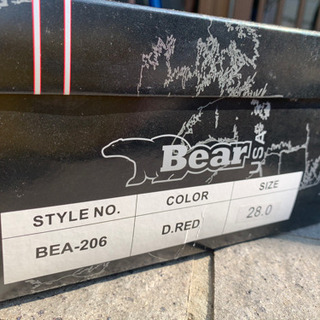 Bear
USA
STYLE NO. COLOR SIZE
BEA-206 D.RED 28.0